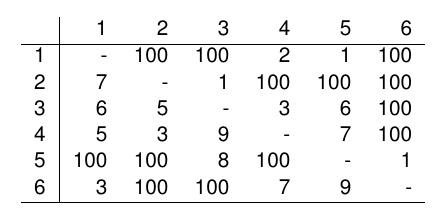 1 2 3 4 5 6
1 - 100 100 2 1 100
2 7 - 1 100 100 100
3 6 5 - 3 6 100
4 5 3 9 - 7 100
5 100 100 8 100 - 1
6 3 100 100 7 9 -